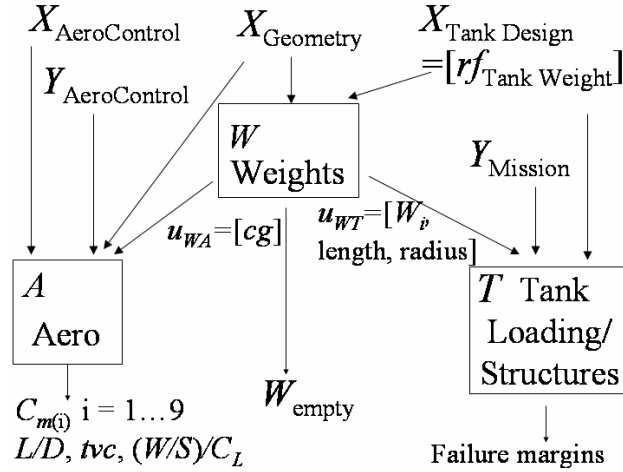 X_AeroControl
X_Geometry
X_Tank Design
=[rf_Tank Weight]
Y_AeroControl
W
Weights
Y_Mission
u_WA=[cg]
u_WT=[W_i,
length, radius]
A
Aero
T Tank
Loading/
Structures
C_m(i) i = 1…9
L/D, tvc, (W/S)/C_L
W_empty
Failure margins